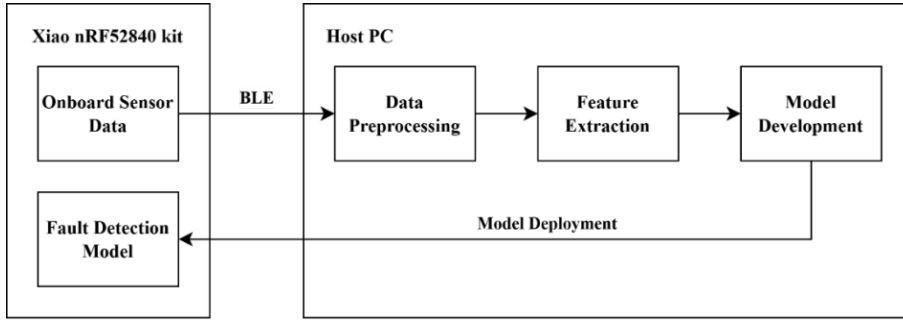 Xiao nRF52840 kit
Host PC
Onboard Sensor
Data
BLE
Data
Preprocessing
Feature
Extraction
Model
Development
Fault Detection
Model
Model Deployment